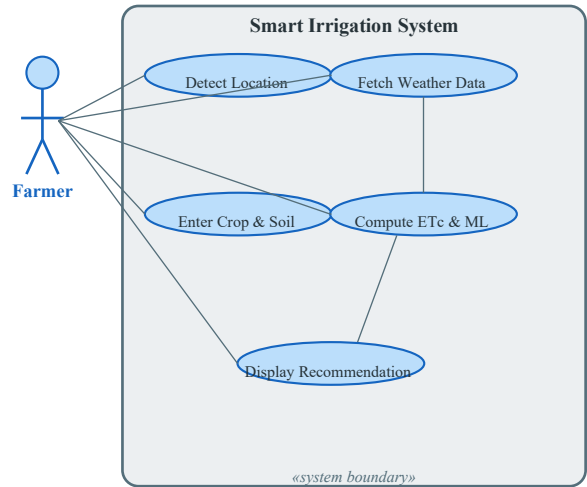 Smart Irrigation System
Detect Location
Fetch Weather Data
Farmer
Enter Crop & Soil
Compute ETc & ML
Display Recommendation
«system boundary»